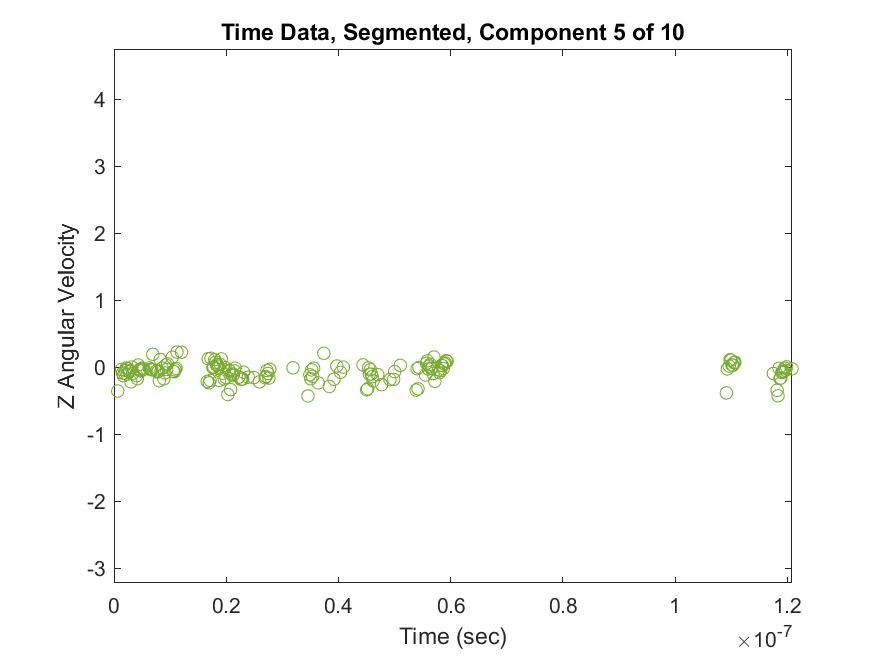 Time Data, Segmented, Component 5 of 10
Z Angular Velocity
4
3
2
1
0
-1
-2
-3
0 0.2 0.4 0.6 0.8 1 1.2
Time (sec)
×10-7